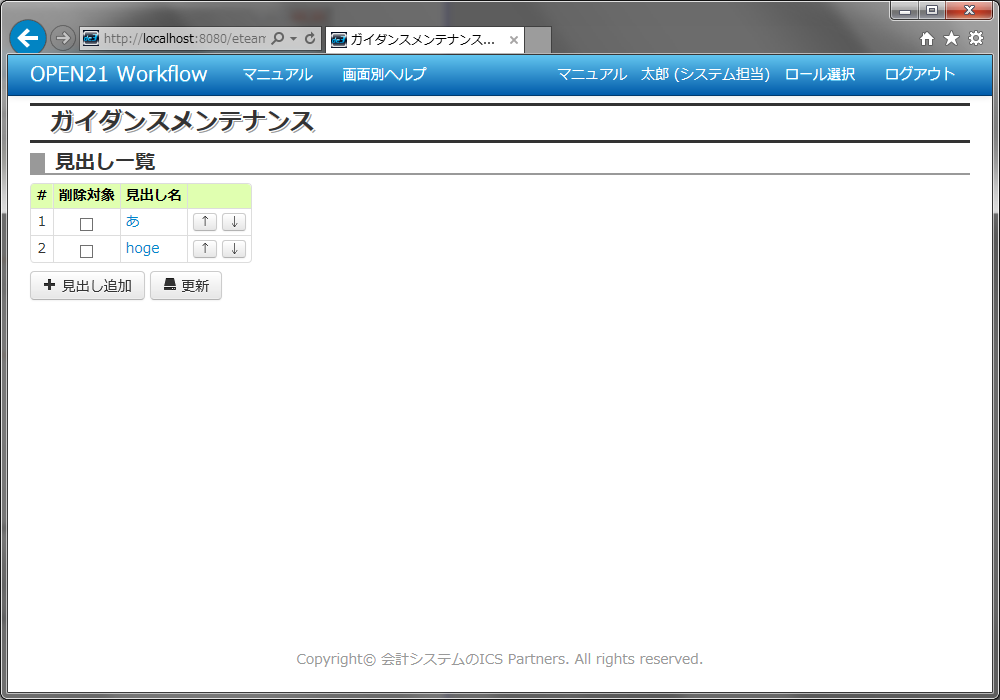 http://localhost:8080/eteam
ガイダンスメンテナンス...
OPEN21 Workflow マニュアル 画面別ヘルプ マニュアル 太郎 (システム担当) ロール選択 ログアウト
ガイダンスメンテナンス
見出し一覧
# 削除対象 見出し名
1 あ ↑ ↓
2 hoge ↑ ↓
見出し追加 更新
Copyright© 会計システムのICS Partners. All rights reserved.